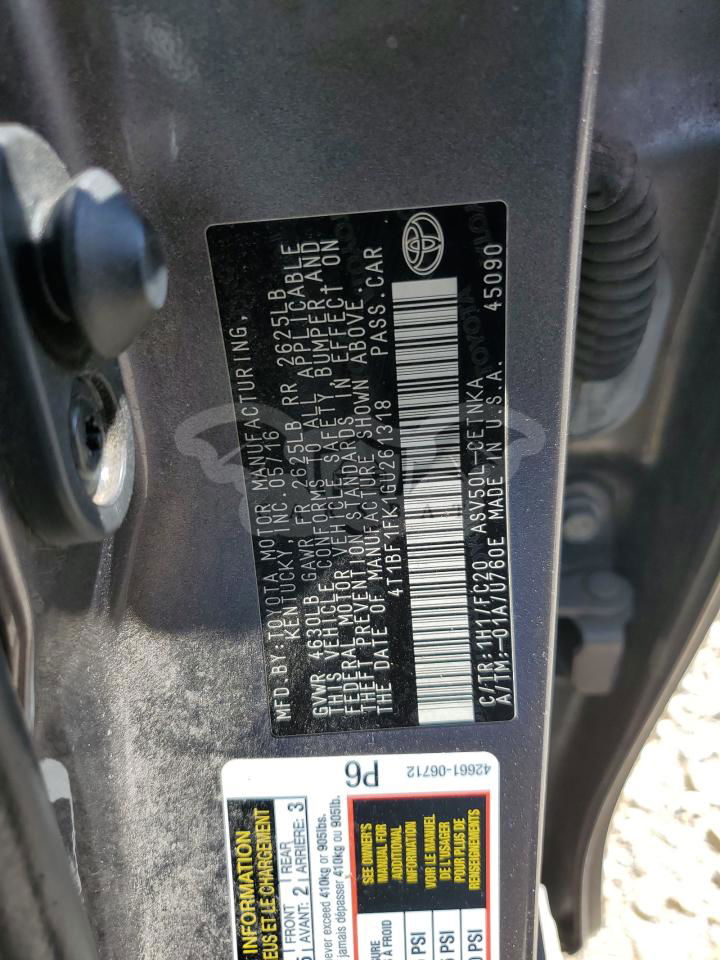 MFD.BY:TOYOTA MOTOR MANUFACTURING,
KENTUCKY, INC. 05/16
GVWR 4630LB GAWR FR 2625LB RR 2625LB
THIS VEHICLE CONFORMS TO ALL APPLICABLE
FEDERAL MOTOR VEHICLE SAFETY, BUMPER AND
THEFT PREVENTION STANDARDS IN EFFECT ON
THE DATE OF MANUFACTURE SHOWN ABOVE.
4T1BF1FK1GU261318 PASS.CAR
C/TR:1H1/FC20 ASV50L-CETNKA
A/TM:-01A/U760E MADE IN U.S.A. 45090
TOYOTA
P6
42661-06712
INFORMATION
EUS ET LE CHARGEMENT
FRONT
AVANT: 2
REAR
ARRIERE: 3
never exceed 410kg or 905lbs.
jamais dépasser 410kg ou 905lb.
SEE OWNER'S
MANUAL FOR
ADDITIONAL
INFORMATION
VOIR LE MANUEL
DE L'USAGER
POUR PLUS DE
RENSEIGNEMENTS
À FROID
PSI
PSI
PSI